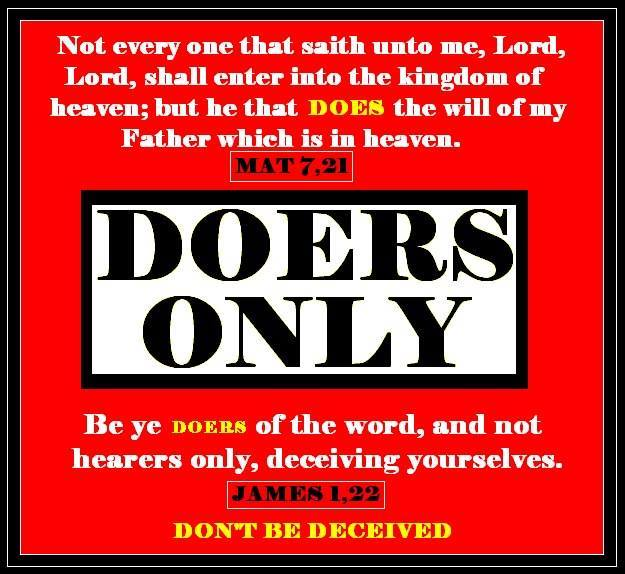 Not every one that saith unto me, Lord,
Lord, shall enter into the kingdom of
heaven; but he that DOES the will of my
Father which is in heaven.
MAT 7,21
DOERS
ONLY
Be ye DOERS of the word, and not
hearers only, deceiving yourselves.
JAMES 1,22
DON'T BE DECEIVED